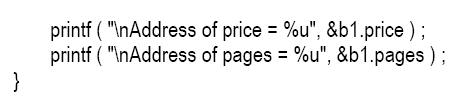 printf ( "\nAddress of price = %u", &b1.price ) ;
printf ( "\nAddress of pages = %u", &b1.pages ) ;
}